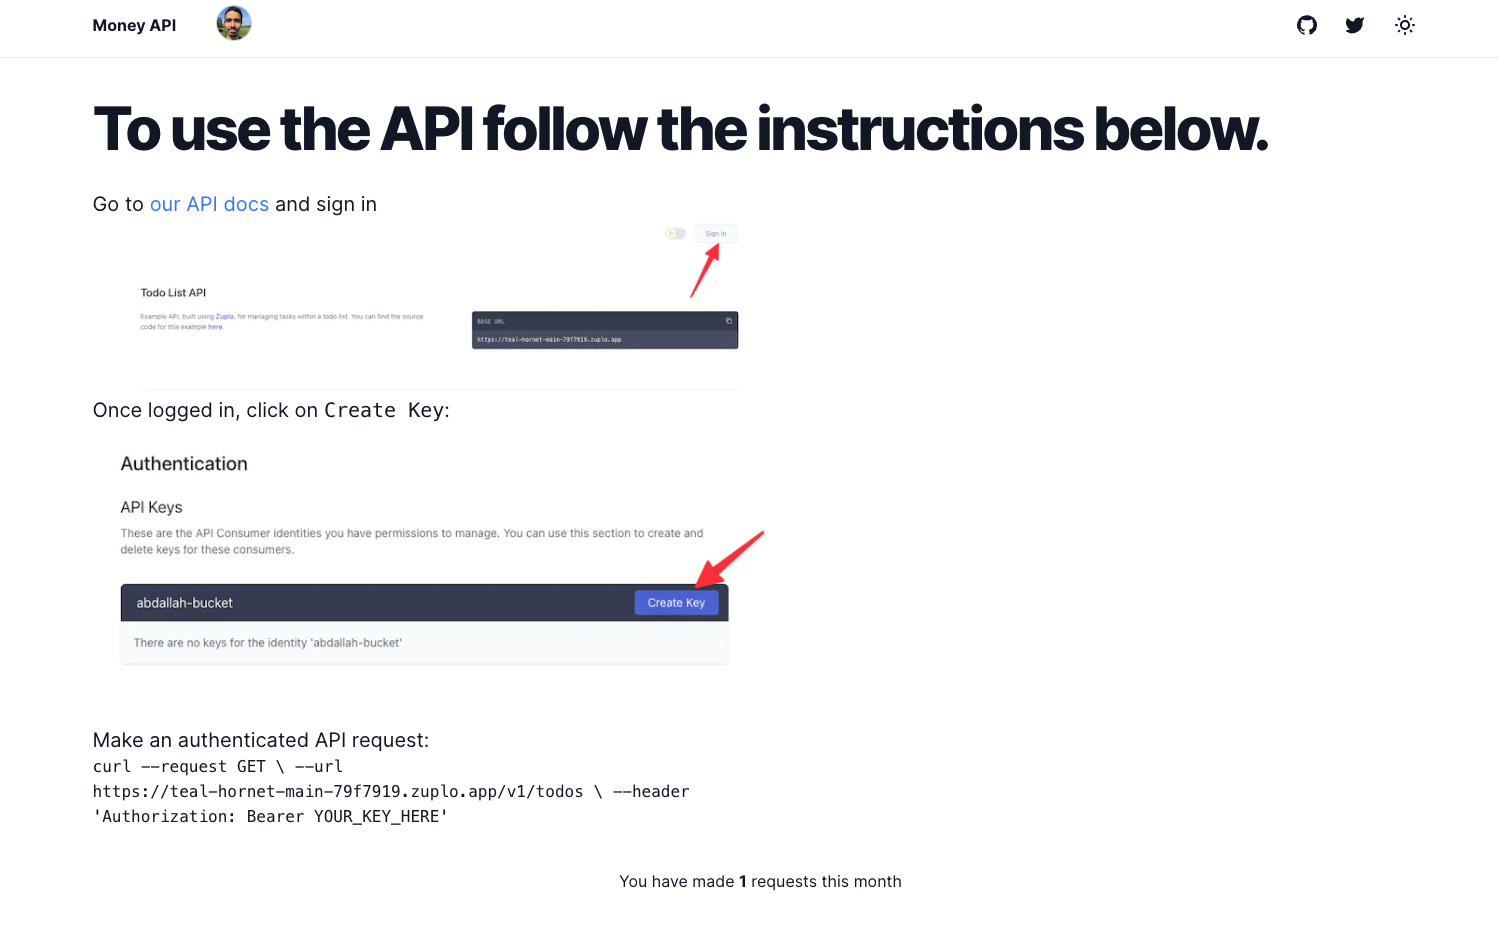 Money API
To use the API follow the instructions below.
Go to our API docs and sign in
Sign in
Todo List API
Example API, built using Zuplo, for managing tasks within a todo list. You can find the source
code for this example here.
BASE URL
https://teal-hornet-main-79f7919.zuplo.app
Once logged in, click on Create Key:
Authentication
API Keys
These are the API Consumer identities you have permissions to manage. You can use this section to create and
delete keys for these consumers.
abdallah-bucket
Create Key
There are no keys for the identity 'abdallah-bucket'
Make an authenticated API request:
curl --request GET \ --url
https://teal-hornet-main-79f7919.zuplo.app/v1/todos \ --header
'Authorization: Bearer YOUR_KEY_HERE'
You have made 1 requests this month